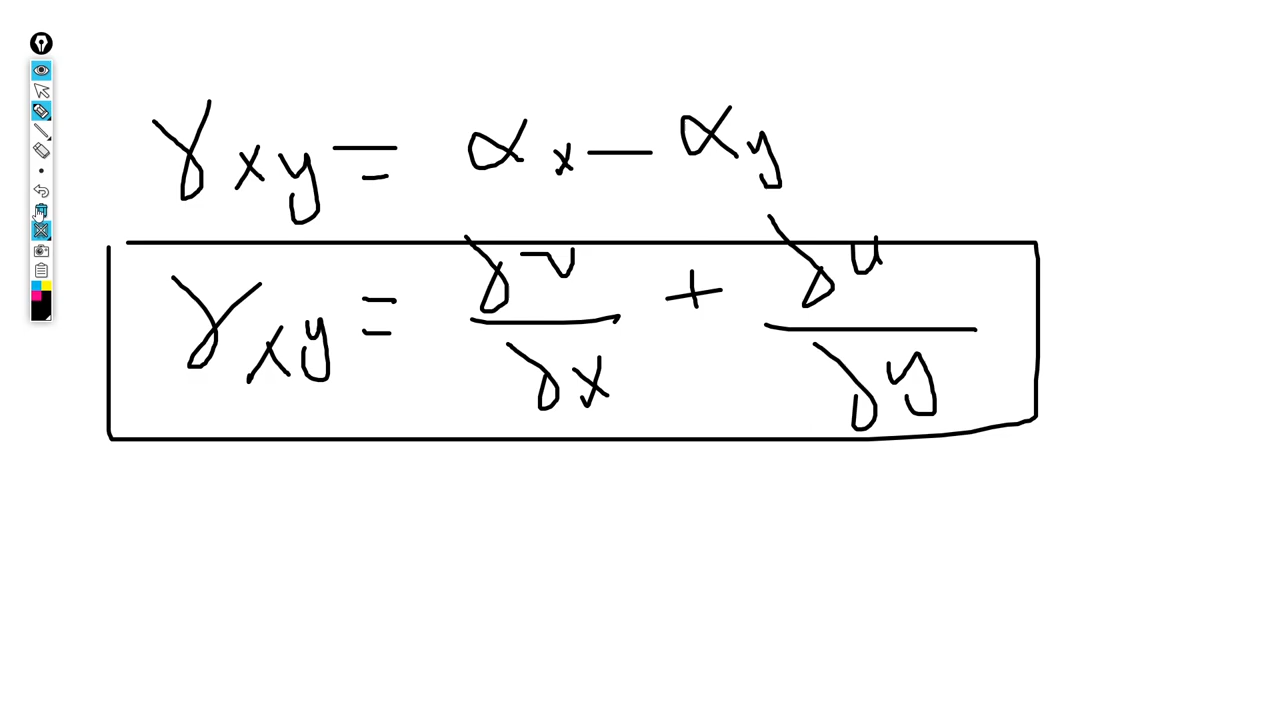 γxy = αx − αy
γxy = ∂v/∂x + ∂u/∂y